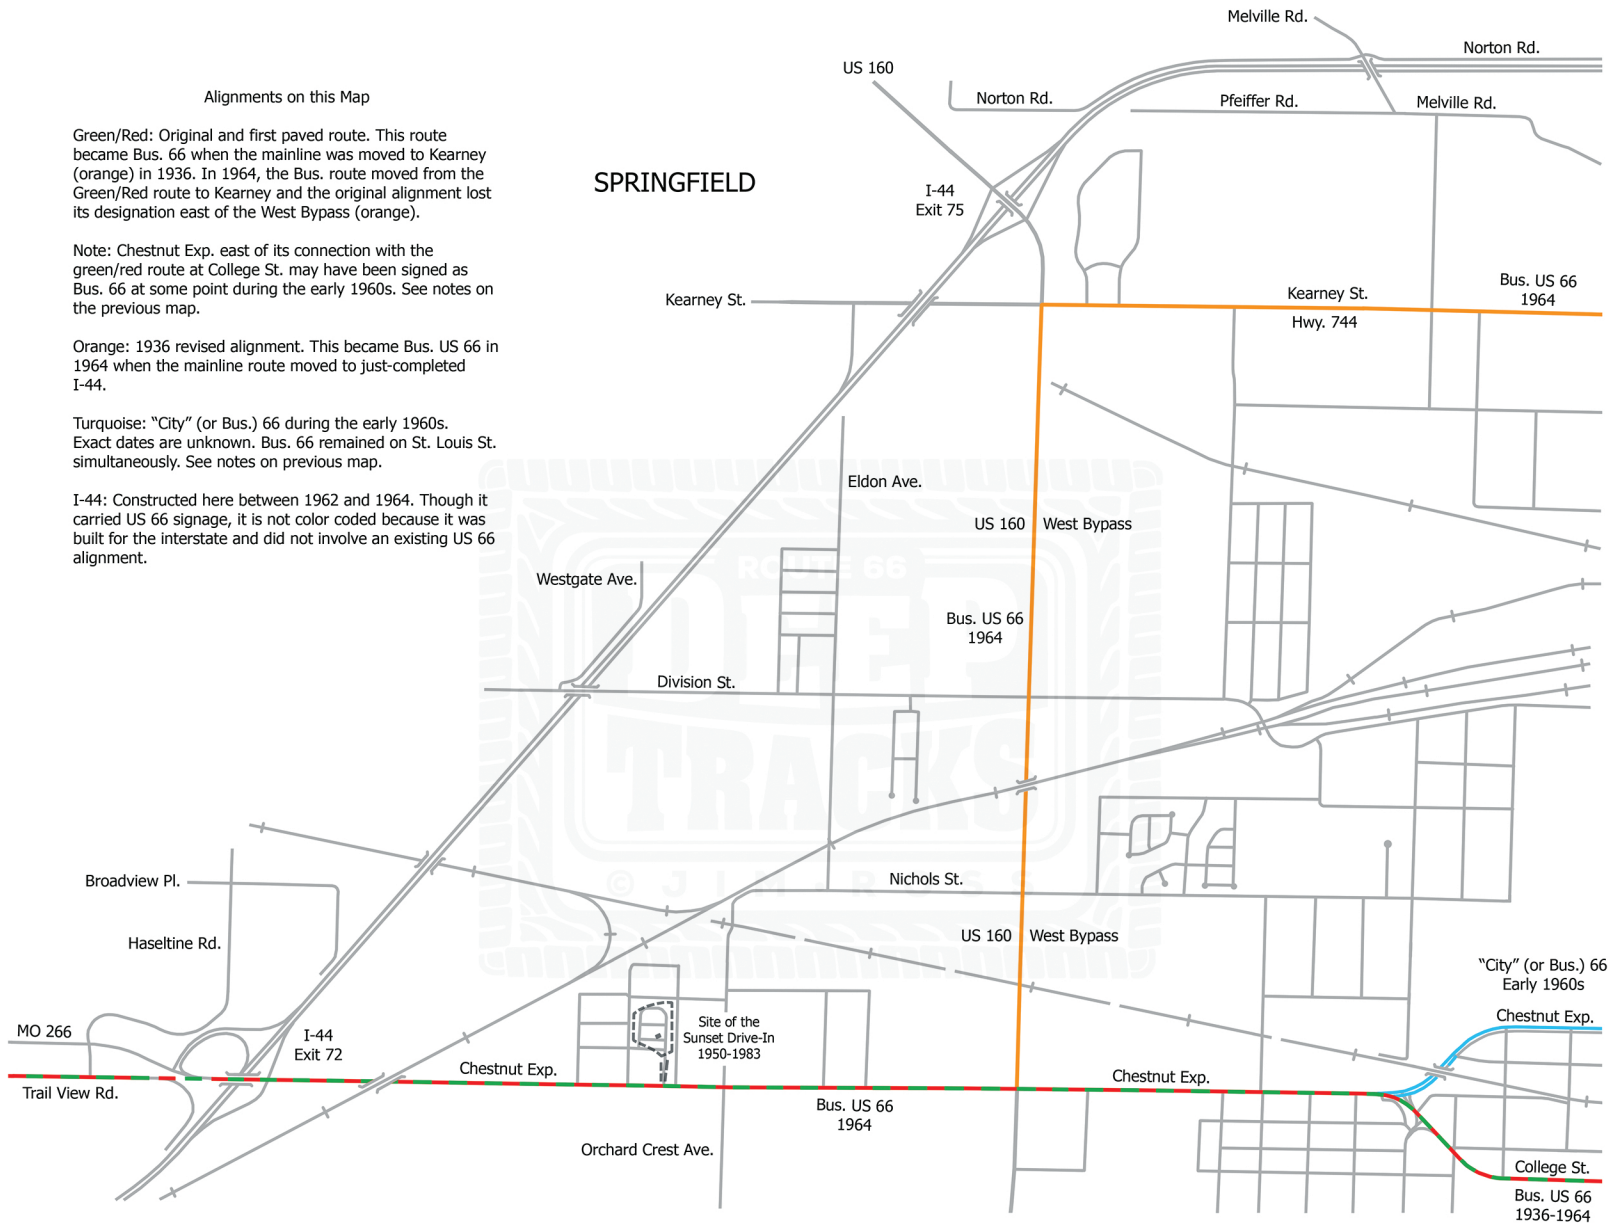 Melville Rd.
Norton Rd.
US 160
Alignments on this Map
Norton Rd.
Pfeiffer Rd.
Melville Rd.
Green/Red: Original and first paved route. This route
became Bus. 66 when the mainline was moved to Kearney
(orange) in 1936. In 1964, the Bus. route moved from the
Green/Red route to Kearney and the original alignment lost
its designation east of the West Bypass (orange).
SPRINGFIELD
I-44
Exit 75
Note: Chestnut Exp. east of its connection with the
green/red route at College St. may have been signed as
Bus. 66 at some point during the early 1960s. See notes on
the previous map.
Kearney St.
Kearney St.
Bus. US 66
1964
Hwy. 744
Orange: 1936 revised alignment. This became Bus. US 66 in
1964 when the mainline route moved to just-completed
I-44.
Turquoise: “City” (or Bus.) 66 during the early 1960s.
Exact dates are unknown. Bus. 66 remained on St. Louis St.
simultaneously. See notes on previous map.
I-44: Constructed here between 1962 and 1964. Though it
carried US 66 signage, it is not color coded because it was
built for the interstate and did not involve an existing US 66
alignment.
Eldon Ave.
US 160 West Bypass
ROUTE 66
DEEP
TRACKS
© JIM ROSS
Westgate Ave.
Bus. US 66
1964
Division St.
Broadview Pl.
Nichols St.
Haseltine Rd.
US 160 West Bypass
“City” (or Bus.) 66
Early 1960s
Chestnut Exp.
MO 266
I-44
Exit 72
Site of the
Sunset Drive-In
1950-1983
Chestnut Exp.
Chestnut Exp.
Trail View Rd.
Bus. US 66
1964
Orchard Crest Ave.
College St.
Bus. US 66
1936-1964